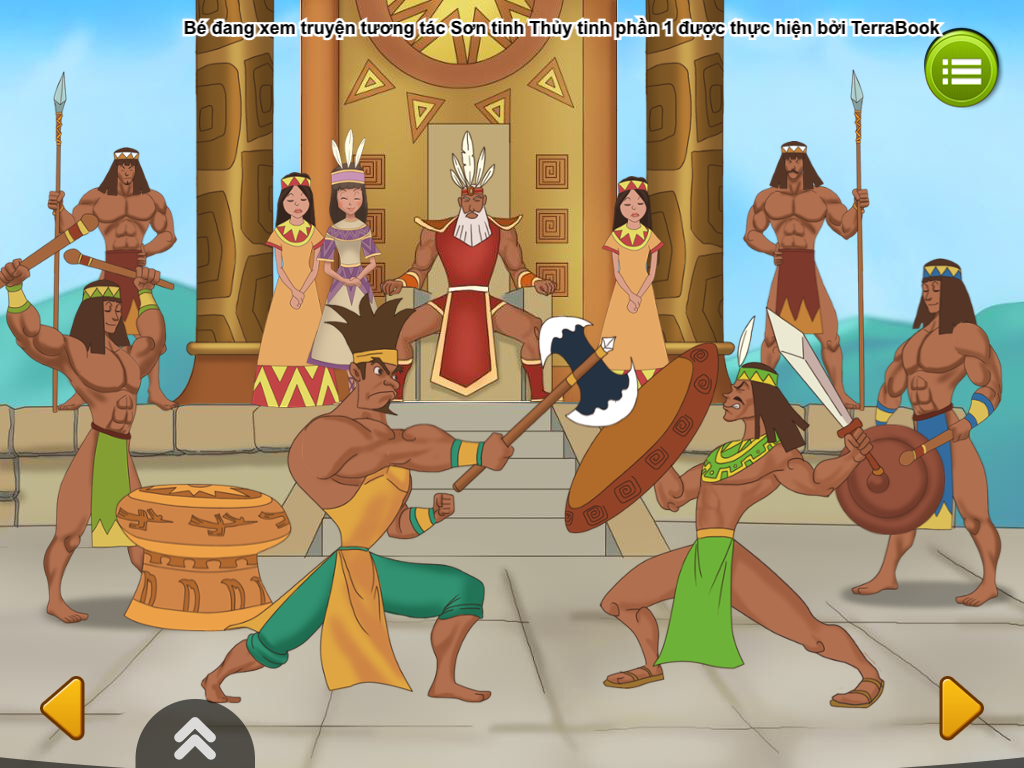 Bé đang xem truyện tương tác Sơn tinh Thủy tinh phần 1 được thực hiện bởi TerraBook